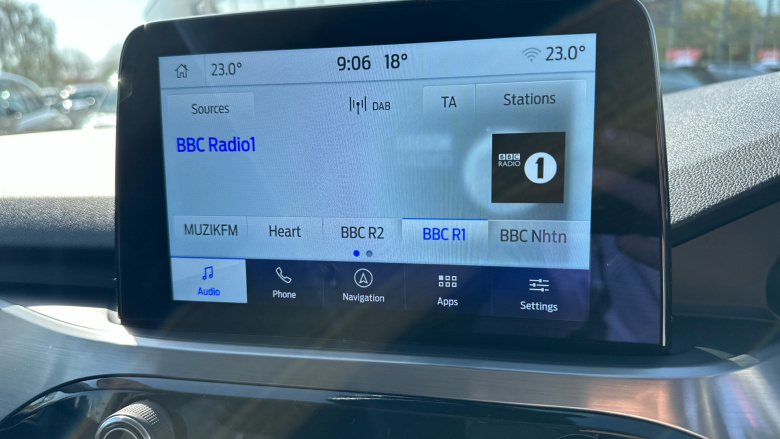 23.0° 9:06 18° 23.0°
Sources DAB TA Stations
BBC Radio1
BBC
RADIO 1
MUZIKFM Heart BBC R2 BBC R1 BBC Nhtn
Audio Phone Navigation Apps Settings